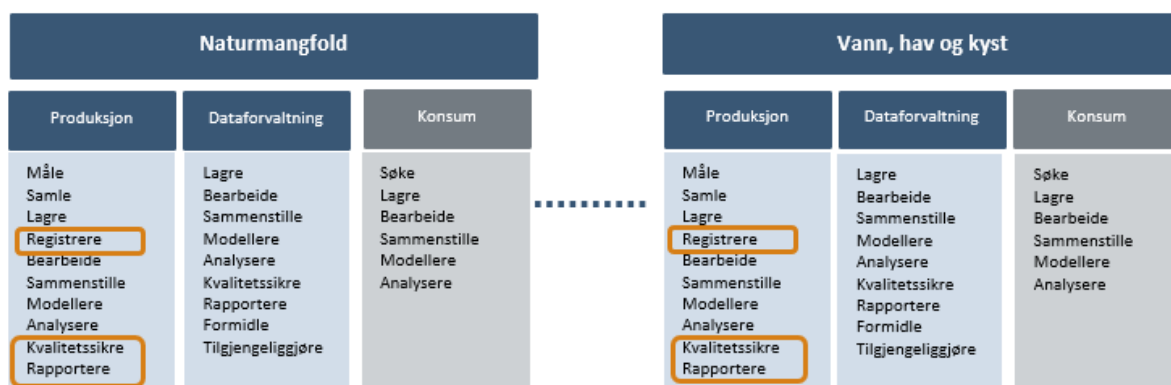 Naturmangfold
Produksjon
Måle
Samle
Lagre
Registrere
Bearbeide
Sammenstille
Modellere
Analysere
Kvalitetssikre
Rapportere
Dataforvaltning
Lagre
Bearbeide
Sammenstille
Modellere
Analysere
Kvalitetssikre
Rapportere
Formidle
Tilgjengeliggjøre
Konsum
Søke
Lagre
Bearbeide
Sammenstille
Modellere
Analysere
Vann, hav og kyst
Produksjon
Måle
Samle
Lagre
Registrere
Bearbeide
Sammenstille
Modellere
Analysere
Kvalitetssikre
Rapportere
Dataforvaltning
Lagre
Bearbeide
Sammenstille
Modellere
Analysere
Kvalitetssikre
Rapportere
Formidle
Tilgjengeliggjøre
Konsum
Søke
Lagre
Bearbeide
Sammenstille
Modellere
Analysere